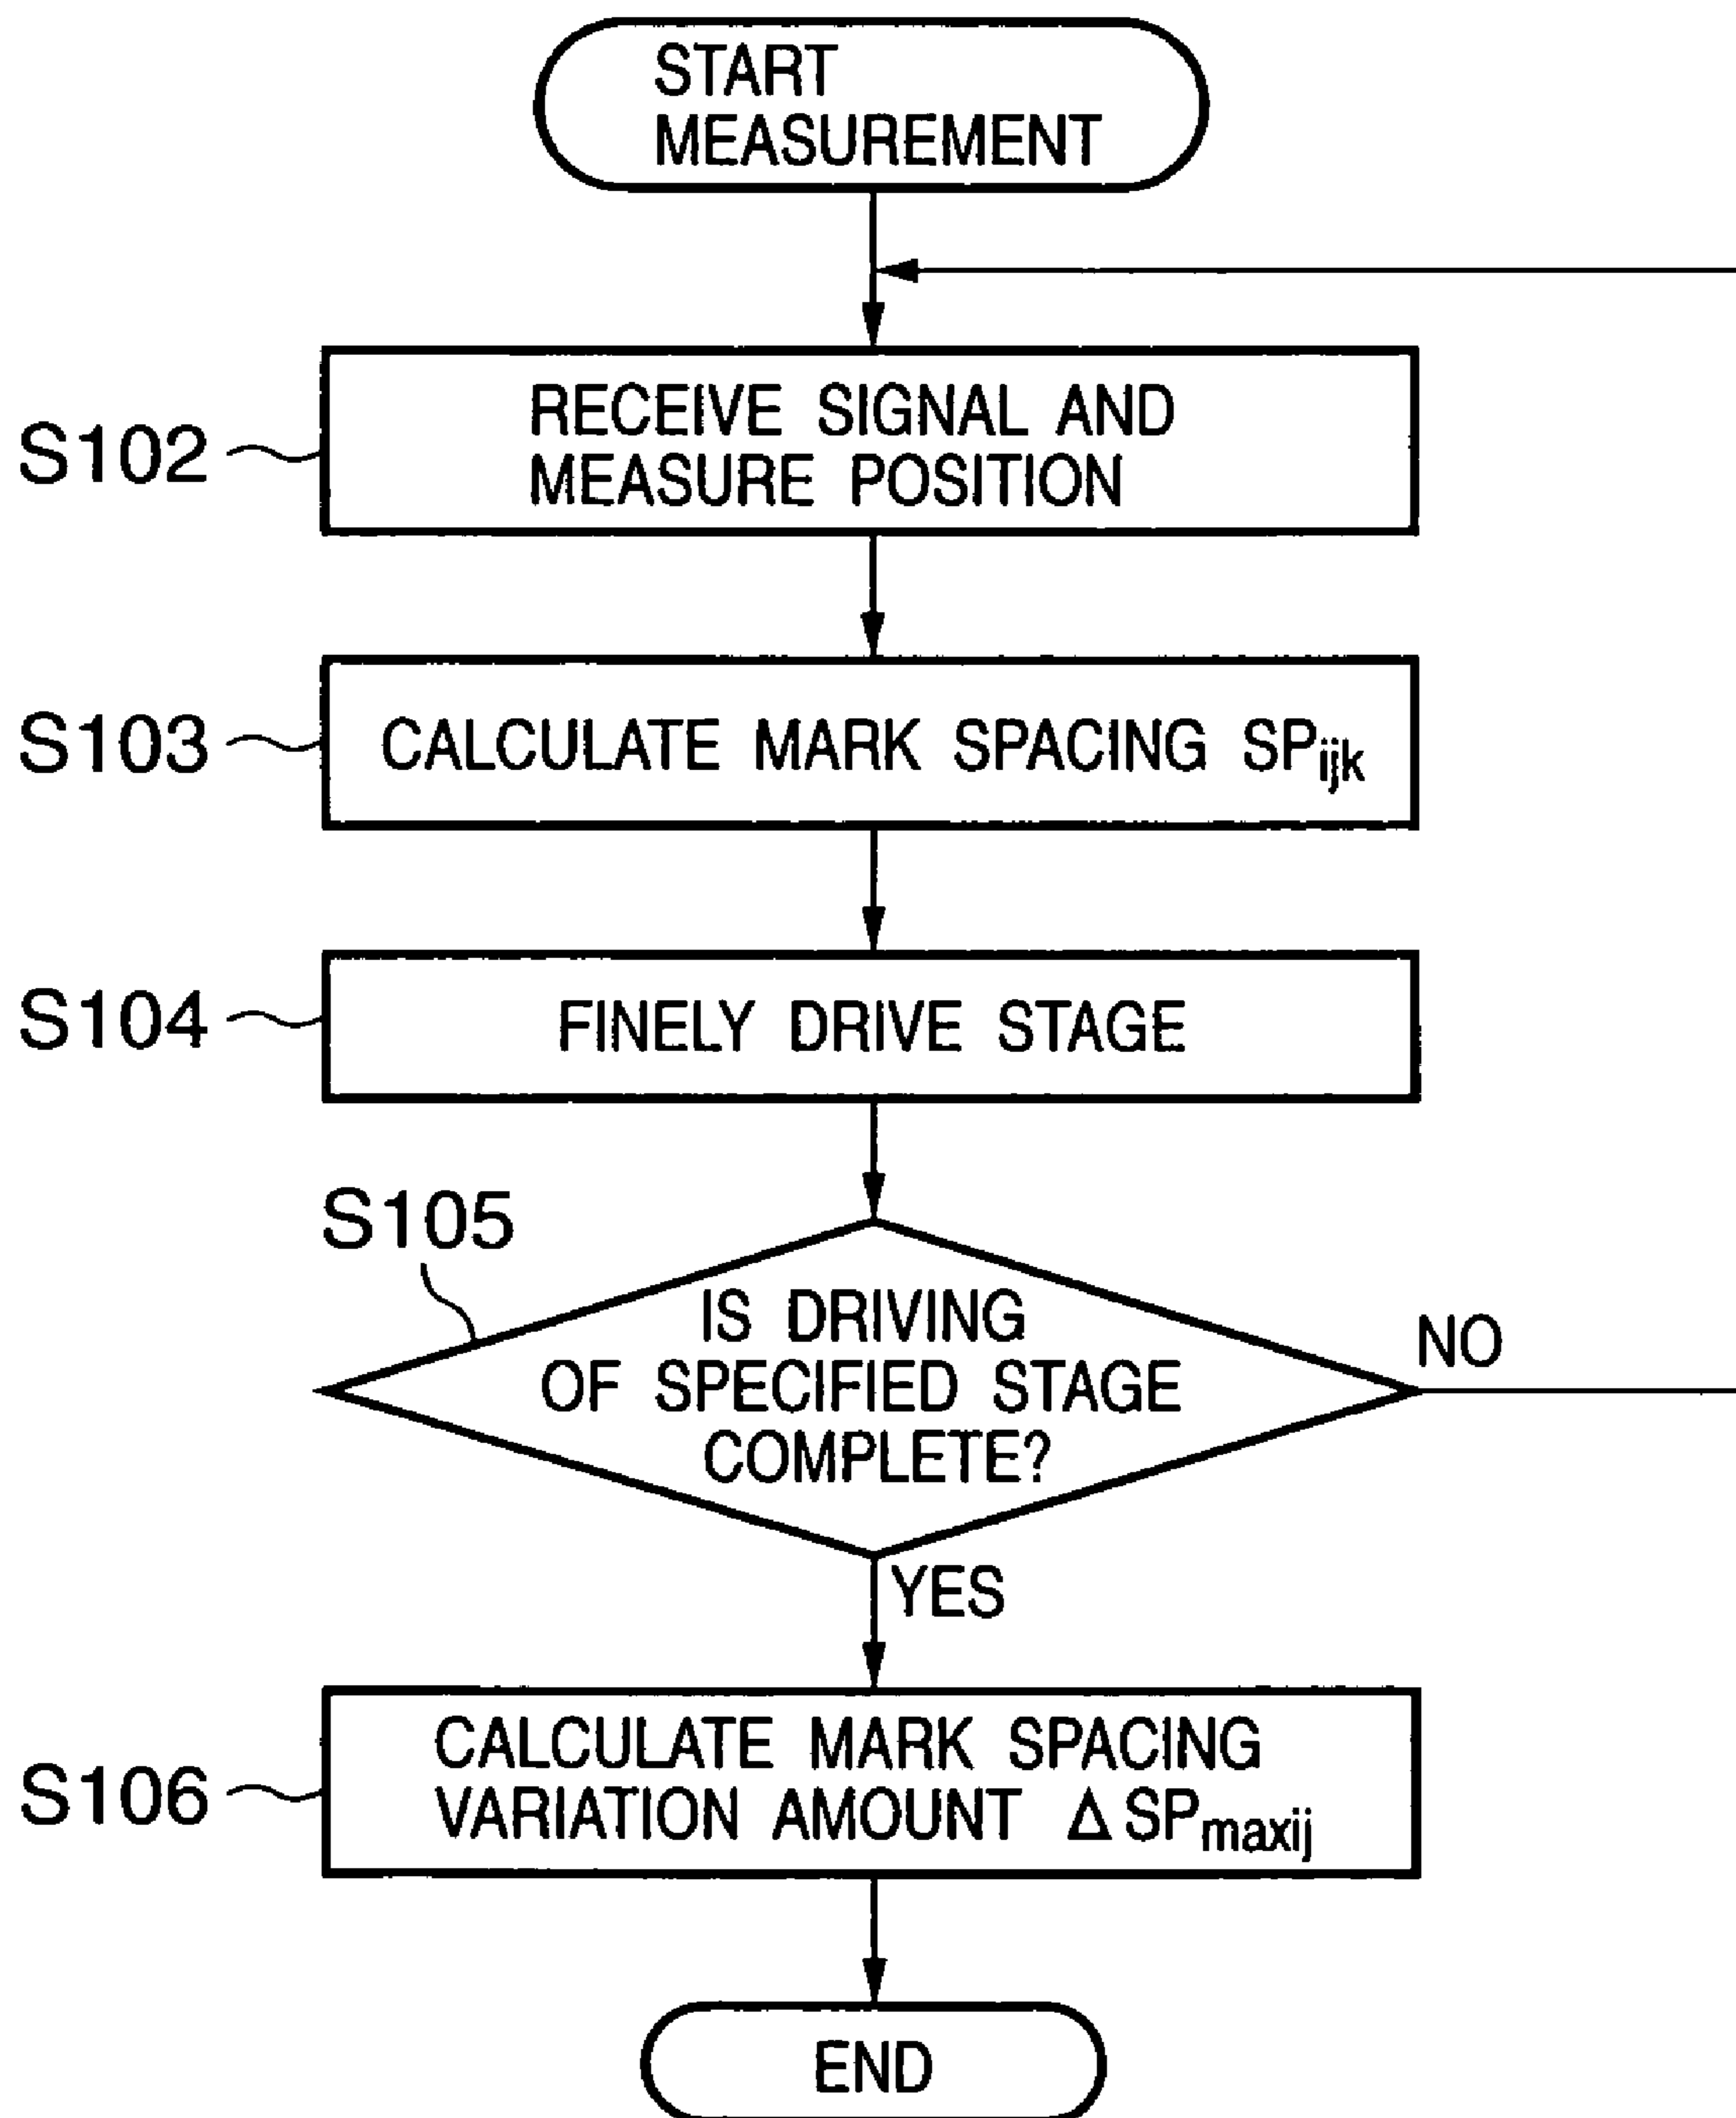 START
MEASUREMENT
S102
RECEIVE SIGNAL AND
MEASURE POSITION
S103
CALCULATE MARK SPACING SPijk
S104
FINELY DRIVE STAGE
S105
IS DRIVING
OF SPECIFIED STAGE
COMPLETE?
NO
YES
S106
CALCULATE MARK SPACING
VARIATION AMOUNT ΔSPmaxij
END